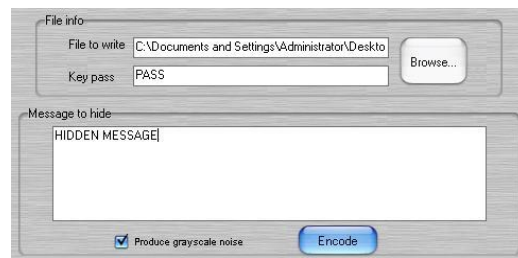 File info
File to write C:\Documents and Settings\Administrator\Deskto
Browse...
Key pass PASS
Message to hide
HIDDEN MESSAGE
Produce grayscale noise Encode